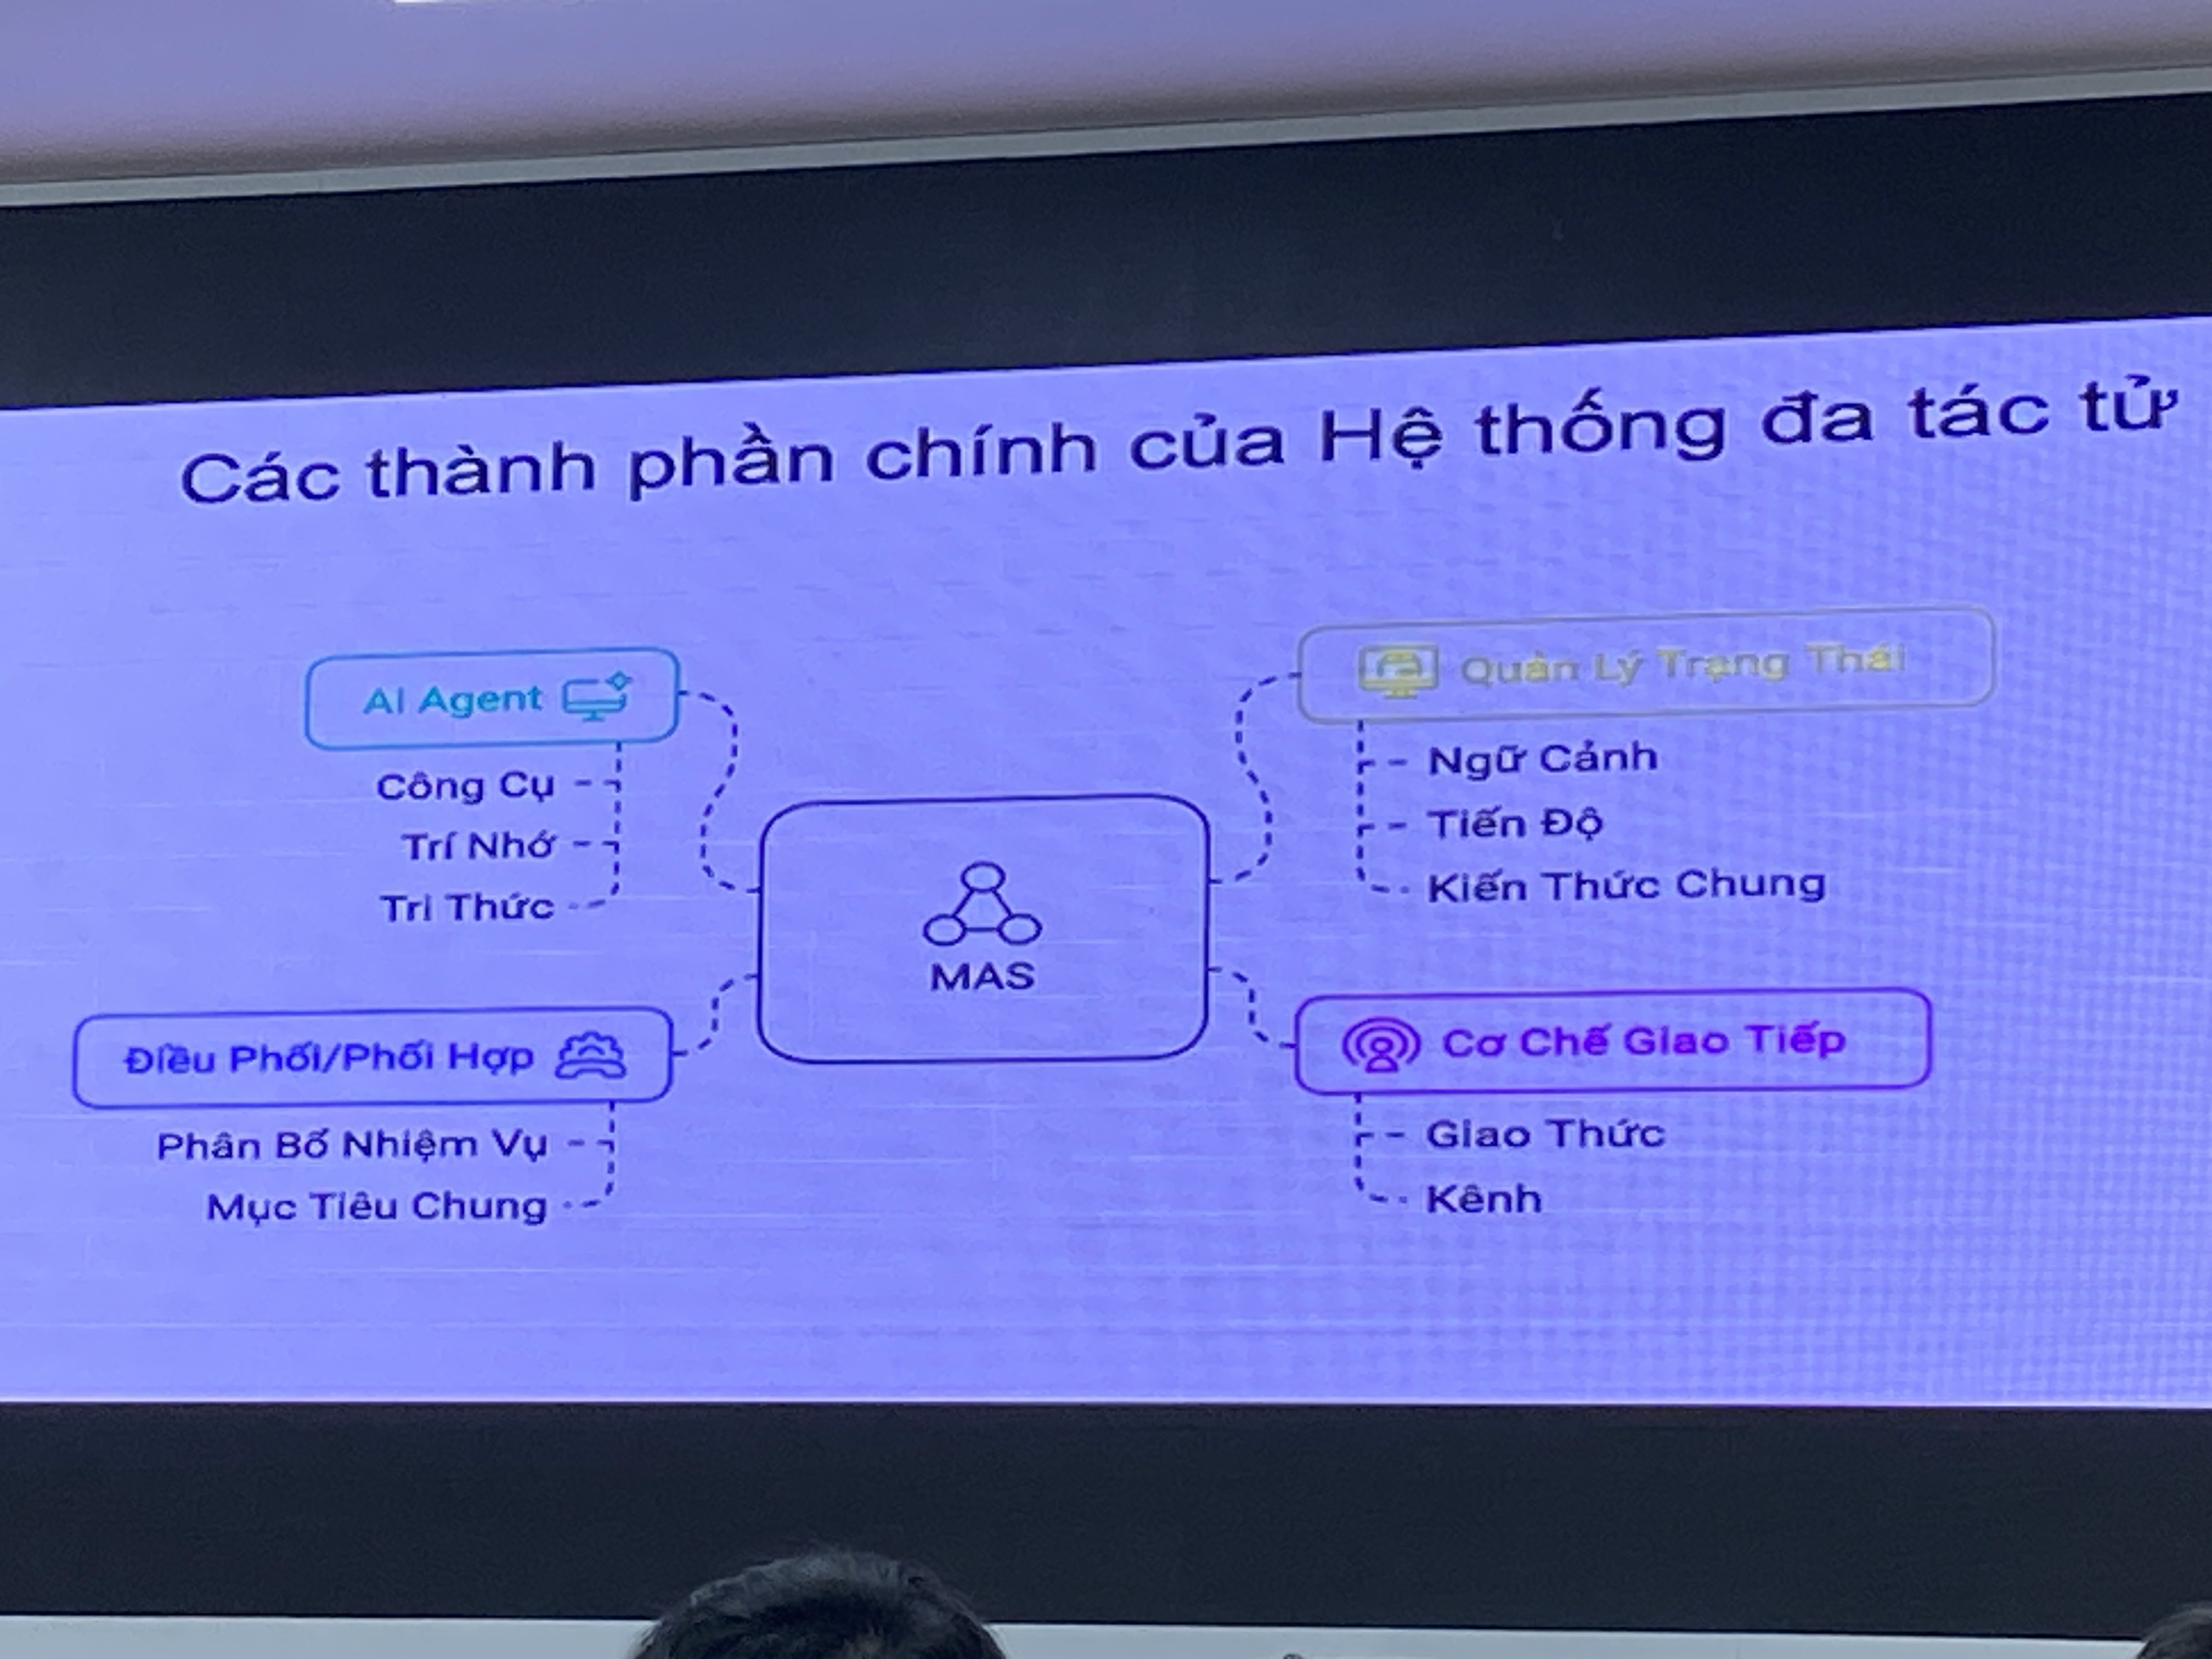 Các thành phần chính của Hệ thống đa tác tử
AI Agent
Công Cụ
Trí Nhớ
Tri Thức
Điều Phối/Phối Hợp
Phân Bổ Nhiệm Vụ
Mục Tiêu Chung
MAS
Quản Lý Trạng Thái
Ngữ Cảnh
Tiến Độ
Kiến Thức Chung
Cơ Chế Giao Tiếp
Giao Thức
Kênh